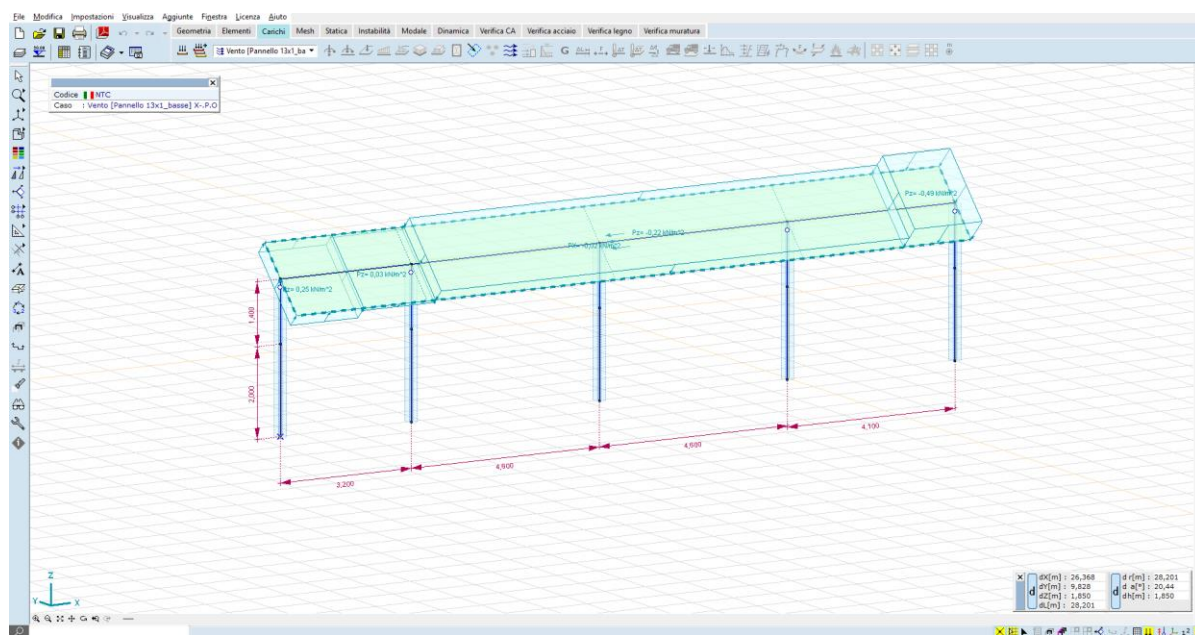 File Modifica Impostazioni Visualizza Aggiunte Finestra Licenza Aiuto
Geometria Elementi Carichi Mesh Statica Instabilità Modale Dinamica Verifica CA Verifica acciaio Verifica legno Verifica muratura
Vento [Pannello 13x1_ba
Codice NTC
Caso : Vento [Pannello 13x1_basse] X-.P.O
Pz= -0,49 kN/m^2
Pz= -0,22 kN/m^2
Pz= 0,03 kN/m^2
Pz= 0,25 kN/m^2
1,400
2,000
3,200
4,900
4,900
4,100
Z
Y X
d
dX[m] : 26,368
dY[m] : 9,828
dZ[m] : 1,850
dL[m] : 28,201
d
d r[m] : 28,201
d a[°] : 20,44
dh[m] : 1,850